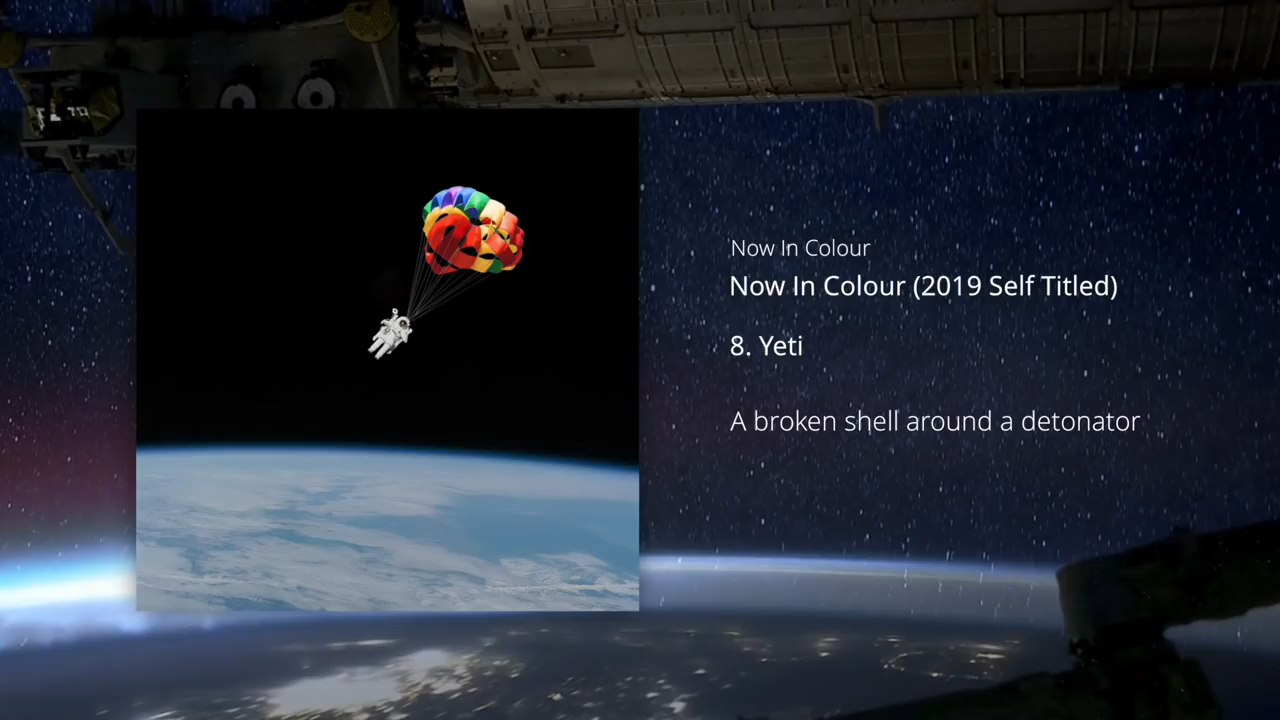 Now In Colour
Now In Colour (2019 Self Titled)
8. Yeti
A broken shell around a detonator